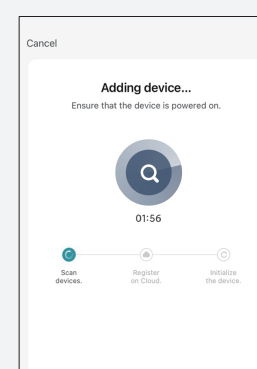 Cancel
Adding device...
Ensure that the device is powered on.
01:56
Scan
devices.
Register
on Cloud.
Initialize
the device.